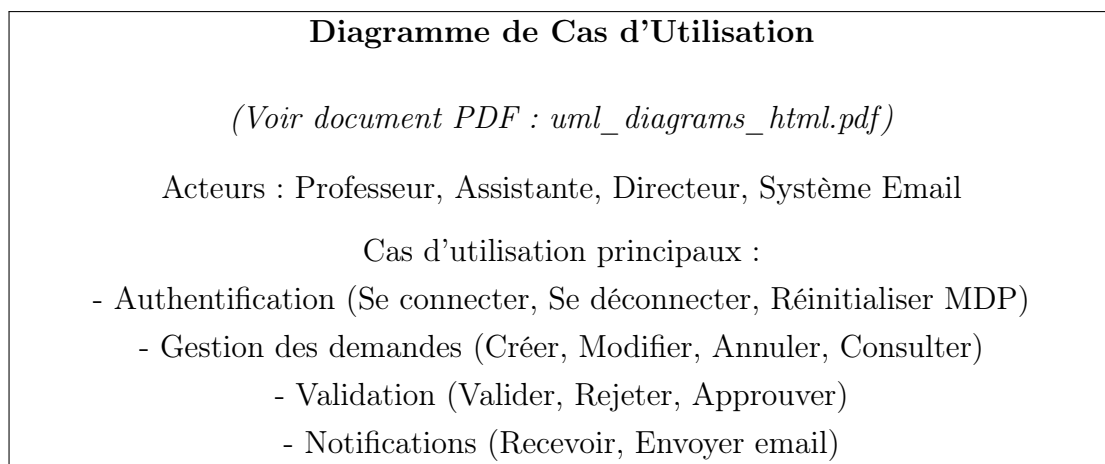 Diagramme de Cas d'Utilisation
(Voir document PDF : uml_diagrams_html.pdf)
Acteurs : Professeur, Assistante, Directeur, Système Email
Cas d'utilisation principaux :
- Authentification (Se connecter, Se déconnecter, Réinitialiser MDP)
- Gestion des demandes (Créer, Modifier, Annuler, Consulter)
- Validation (Valider, Rejeter, Approuver)
- Notifications (Recevoir, Envoyer email)